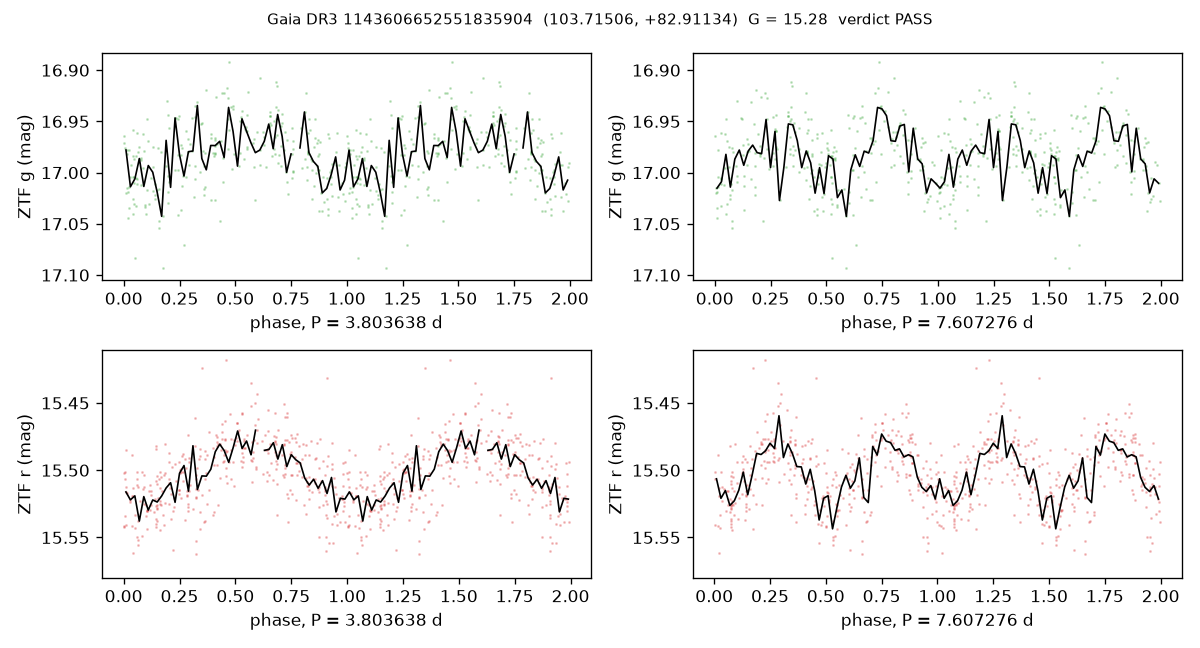 Gaia DR3 1143606652551835904  (103.71506, +82.91134)  G = 15.28  verdict PASS
ZTF g (mag)
16.90
16.95
17.00
17.05
17.10
0.00 0.25 0.50 0.75 1.00 1.25 1.50 1.75 2.00
phase, P = 3.803638 d
ZTF g (mag)
16.90
16.95
17.00
17.05
17.10
0.00 0.25 0.50 0.75 1.00 1.25 1.50 1.75 2.00
phase, P = 7.607276 d
ZTF r (mag)
15.45
15.50
15.55
0.00 0.25 0.50 0.75 1.00 1.25 1.50 1.75 2.00
phase, P = 3.803638 d
ZTF r (mag)
15.45
15.50
15.55
0.00 0.25 0.50 0.75 1.00 1.25 1.50 1.75 2.00
phase, P = 7.607276 d